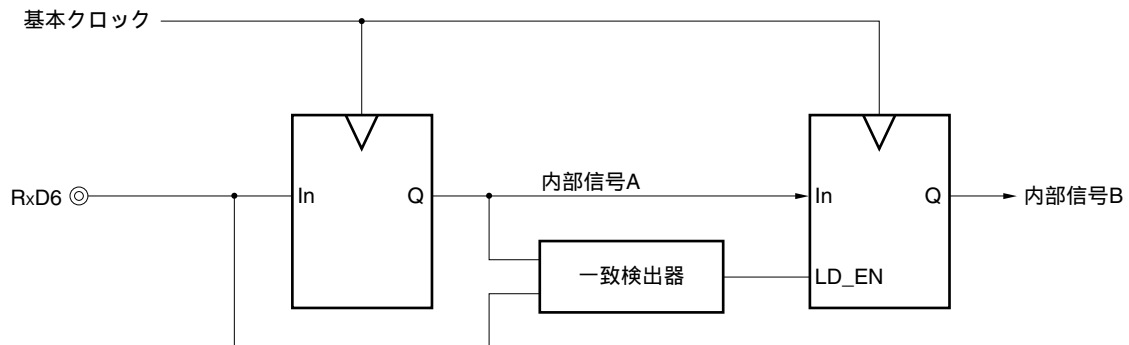 基本クロック
内部信号A
RxD6
In
Q
In
Q
内部信号B
一致検出器
LD_EN